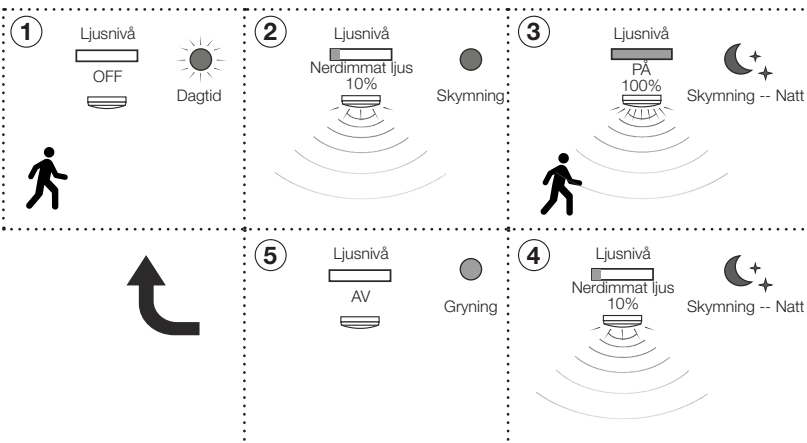 1
Ljusnivå
OFF
Dagtid
2
Ljusnivå
Nerdimmat ljus
10%
Skymning
3
Ljusnivå
PÅ
100%
Skymning -- Natt
5
Ljusnivå
AV
Gryning
4
Ljusnivå
Nerdimmat ljus
10%
Skymning -- Natt